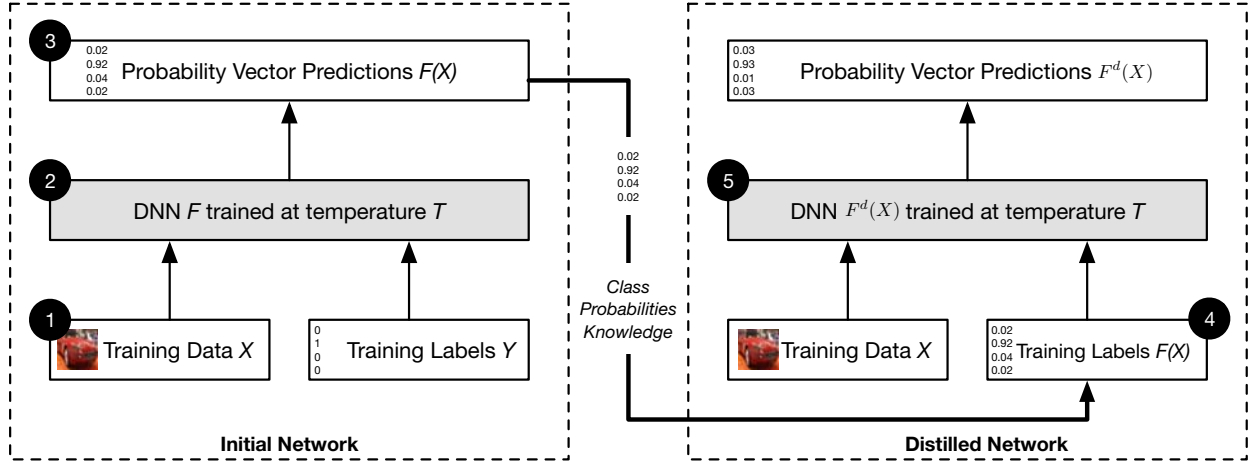 3
0.02
0.92
0.04
0.02
Probability Vector Predictions F(X)
2
DNN F trained at temperature T
1
Training Data X
0
1
0
0
0
Training Labels Y
Initial Network
0.02
0.92
0.04
0.02
Class
Probabilities
Knowledge
0.03
0.93
0.01
0.03
Probability Vector Predictions F^d(X)
5
DNN F^d(X) trained at temperature T
Training Data X
4
0.02
0.92
0.04
0.02
Training Labels F(X)
Distilled Network